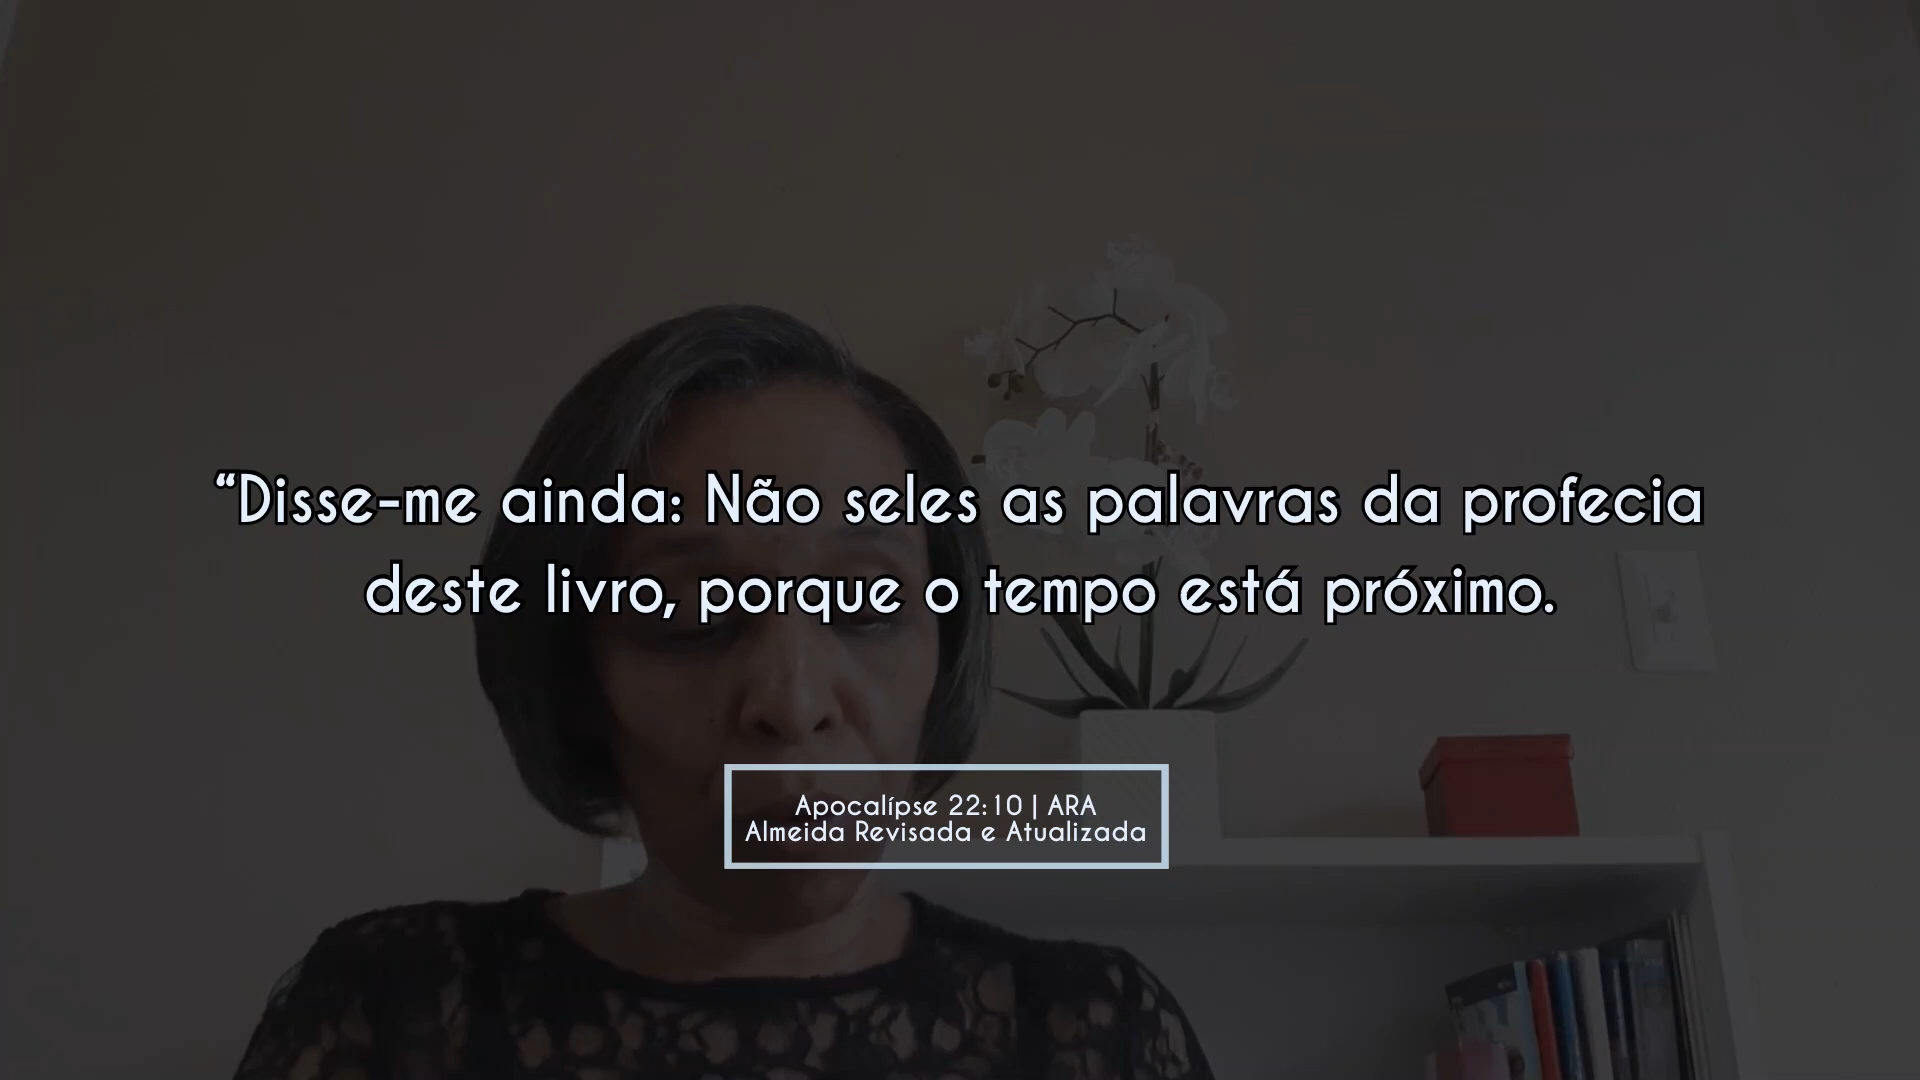 “Disse-me ainda: Não seles as palavras da profecia
deste livro, porque o tempo está próximo.
Apocalípse 22:10 | ARA
Almeida Revisada e Atualizada